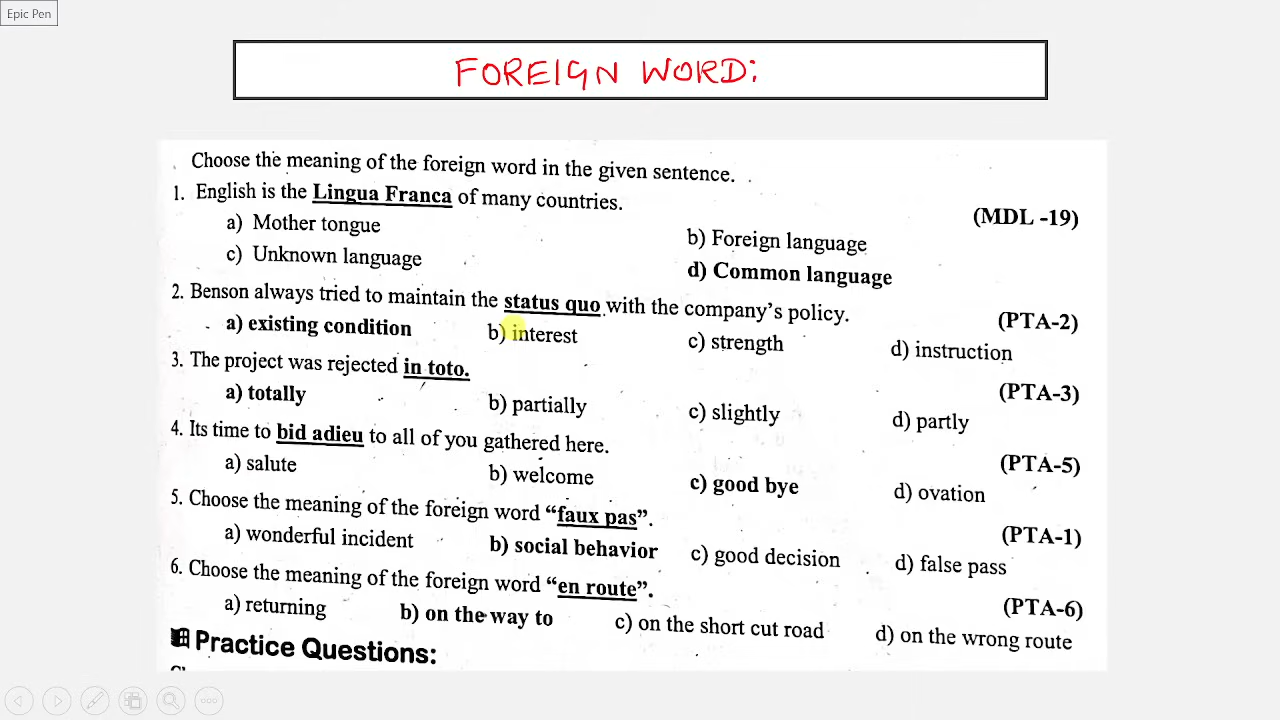 Epic Pen
FOREIGN WORD:
Choose the meaning of the foreign word in the given sentence.
1. English is the Lingua Franca of many countries. (MDL -19)
a) Mother tongue b) Foreign language
c) Unknown language d) Common language
2. Benson always tried to maintain the status quo with the company's policy. (PTA-2)
a) existing condition b) interest c) strength d) instruction
3. The project was rejected in toto. (PTA-3)
a) totally b) partially c) slightly d) partly
4. Its time to bid adieu to all of you gathered here. (PTA-5)
a) salute b) welcome c) good bye d) ovation
5. Choose the meaning of the foreign word “faux pas”. (PTA-1)
a) wonderful incident b) social behavior c) good decision d) false pass
6. Choose the meaning of the foreign word “en route”. (PTA-6)
a) returning b) on the way to c) on the short cut road d) on the wrong route
Practice Questions: